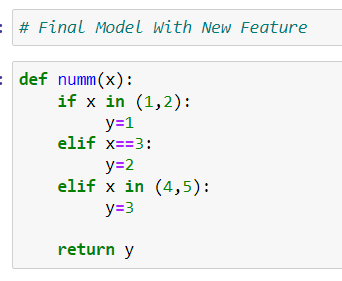 # Final Model With New Feature
def numm(x):
    if x in (1,2):
        y=1
    elif x==3:
        y=2
    elif x in (4,5):
        y=3
    return y